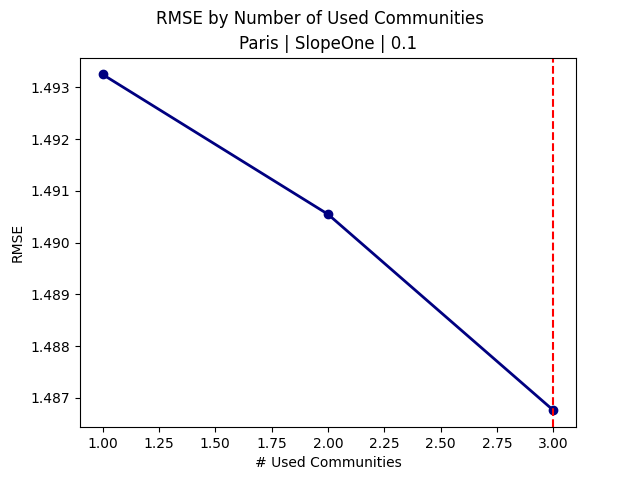 RMSE by Number of Used Communities
Paris | SlopeOne | 0.1
1.493
1.492
1.491
1.490
1.489
1.488
1.487
RMSE
1.00 1.25 1.50 1.75 2.00 2.25 2.50 2.75 3.00
# Used Communities